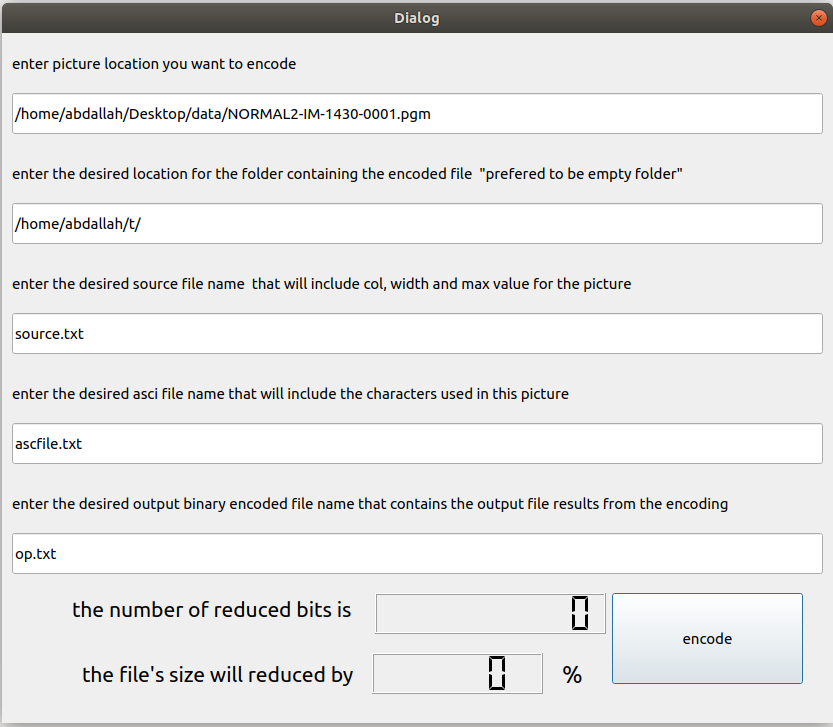 Dialog
enter picture location you want to encode
/home/abdallah/Desktop/data/NORMAL2-IM-1430-0001.pgm
enter the desired location for the folder containing the encoded file  "prefered to be empty folder"
/home/abdallah/t/
enter the desired source file name  that will include col, width and max value for the picture
source.txt
enter the desired asci file name that will include the characters used in this picture
ascfile.txt
enter the desired output binary encoded file name that contains the output file results from the encoding
op.txt
the number of reduced bits is 0
encode
the file's size will reduced by 0 %